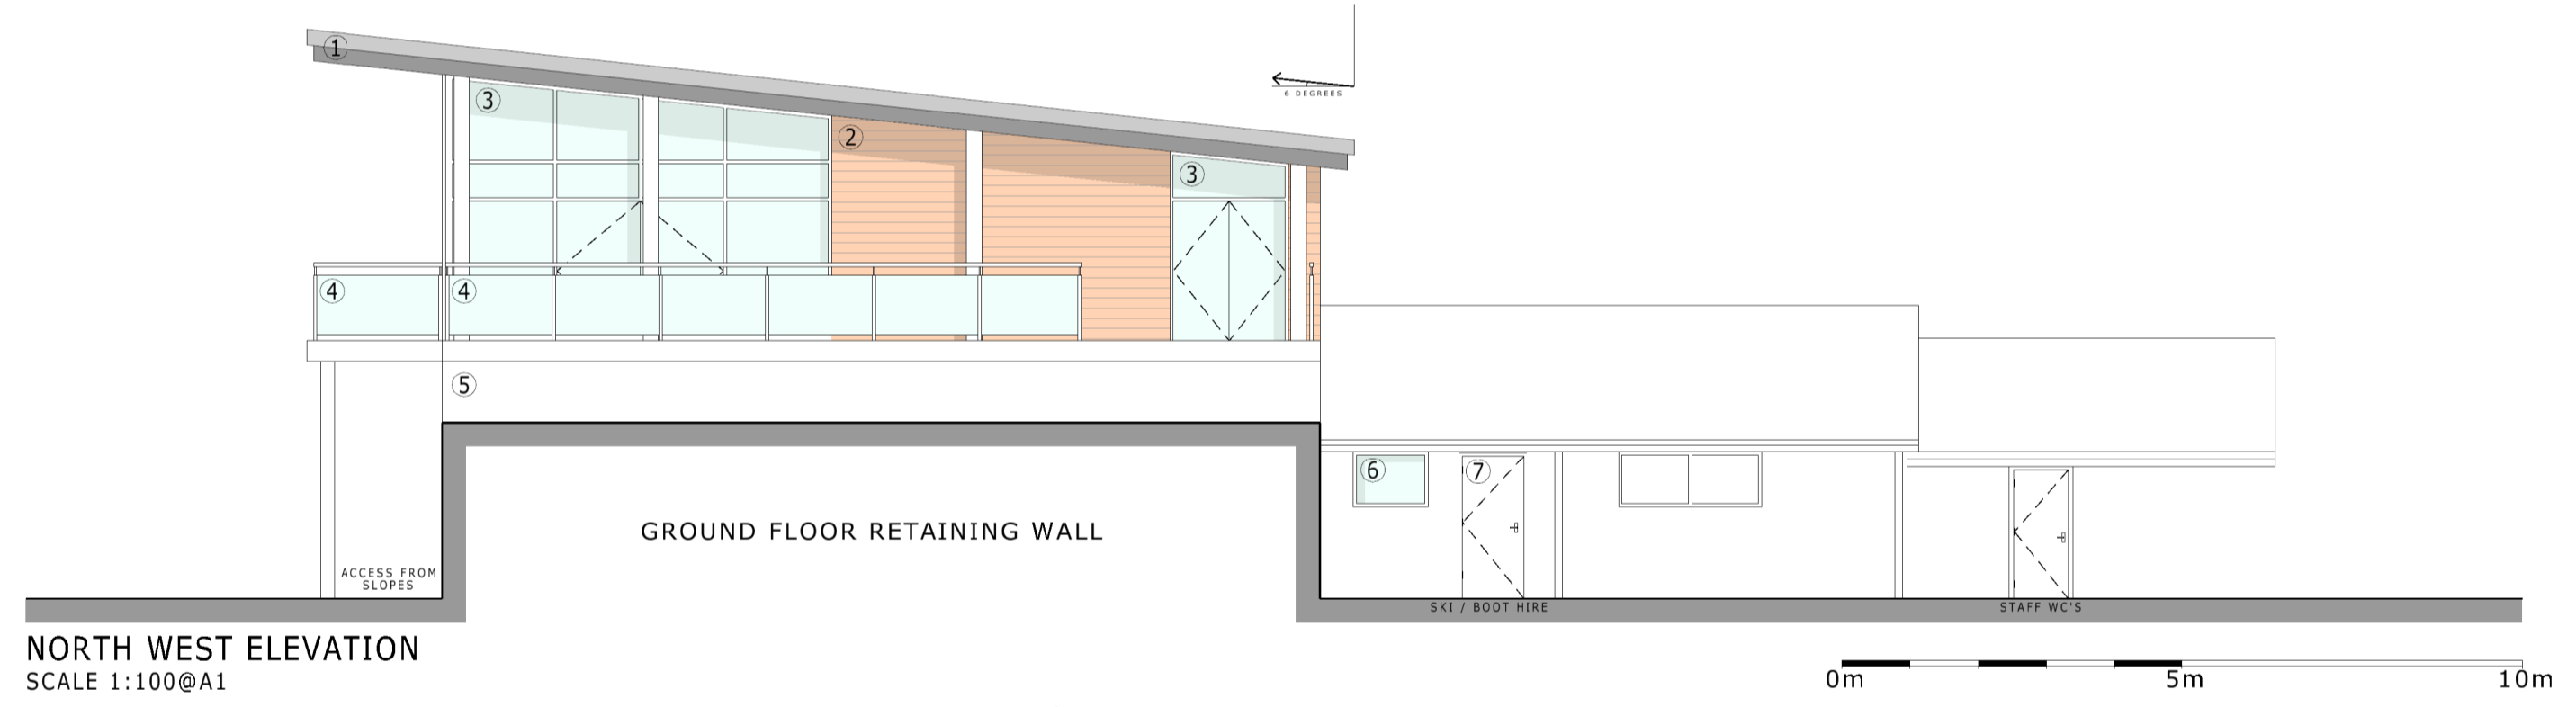 ①
6 DEGREES
③
②
③
④
④
⑤
⑥
⑦
GROUND FLOOR RETAINING WALL
ACCESS FROM
SLOPES
SKI / BOOT HIRE
STAFF WC'S
NORTH WEST ELEVATION
SCALE 1:100@A1
0m
5m
10m